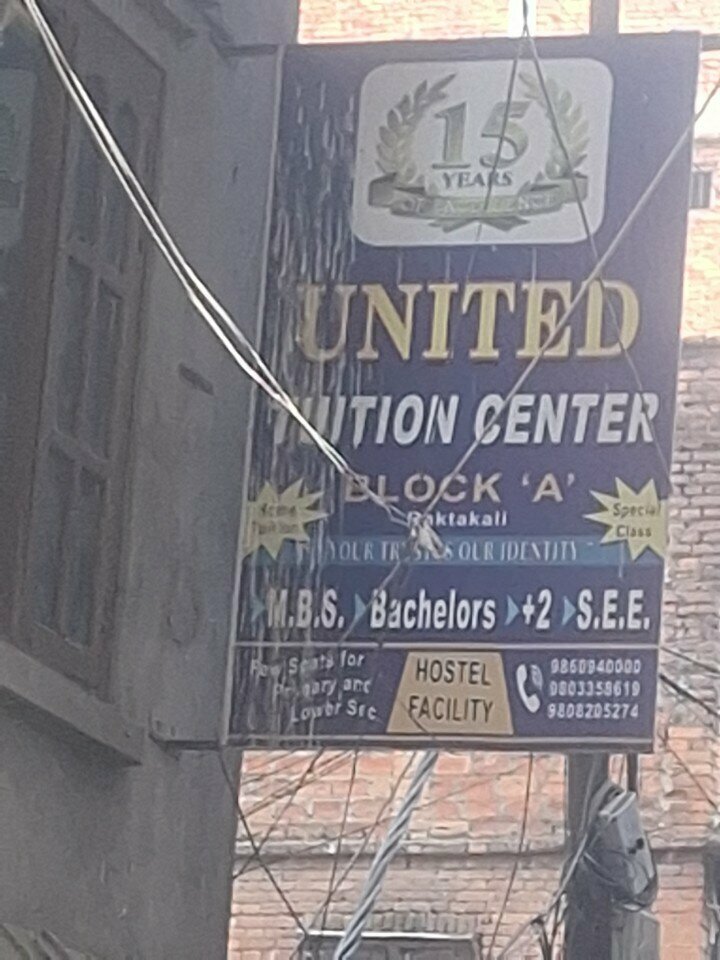 15
YEARS
UNITED
TUITION CENTER
BLOCK 'A'
Raktakali
Home
Tuition
Special
Class
YOUR TRUST IS OUR IDENTITY
M.B.S. Bachelors +2 S.E.E.
Few Seats for
Primary and
Lower Sec
HOSTEL
FACILITY
9860940000
9803358619
9808205274